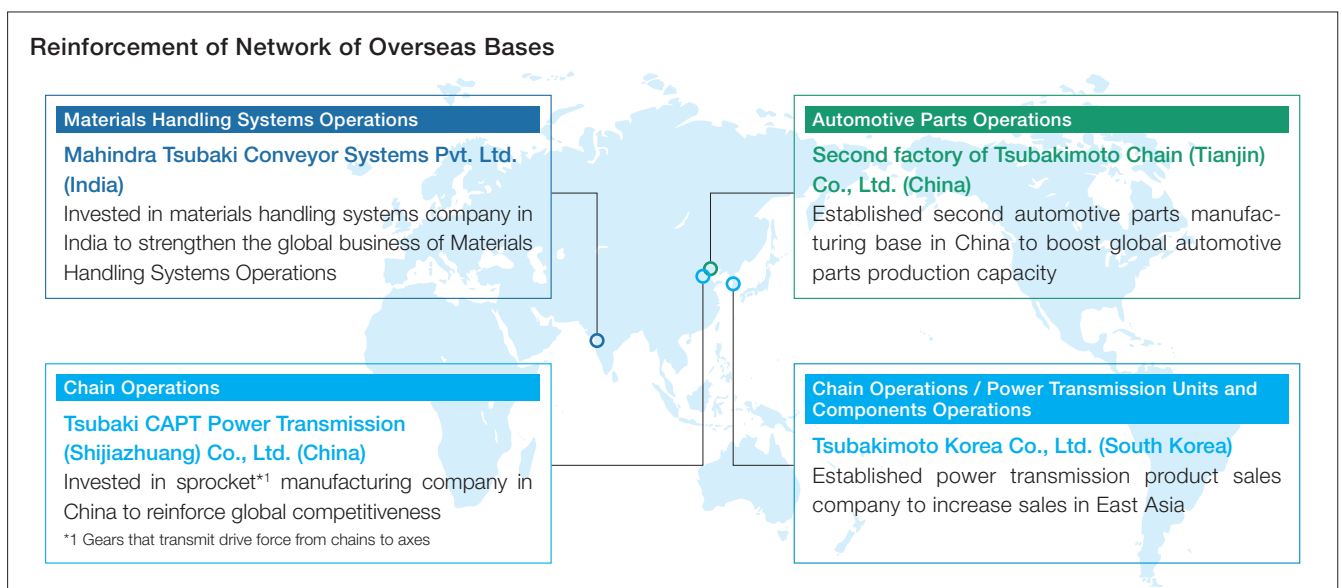 Reinforcement of Network of Overseas Bases
Materials Handling Systems Operations
Mahindra Tsubaki Conveyor Systems Pvt. Ltd.
(India)
Invested in materials handling systems company in
India to strengthen the global business of Materials
Handling Systems Operations
Automotive Parts Operations
Second factory of Tsubakimoto Chain (Tianjin)
Co., Ltd. (China)
Established second automotive parts manufac-
turing base in China to boost global automotive
parts production capacity
Chain Operations
Tsubaki CAPT Power Transmission
(Shijiazhuang) Co., Ltd. (China)
Invested in sprocket*1 manufacturing company in
China to reinforce global competitiveness
*1 Gears that transmit drive force from chains to axes
Chain Operations / Power Transmission Units and
Components Operations
Tsubakimoto Korea Co., Ltd. (South Korea)
Established power transmission product sales
company to increase sales in East Asia